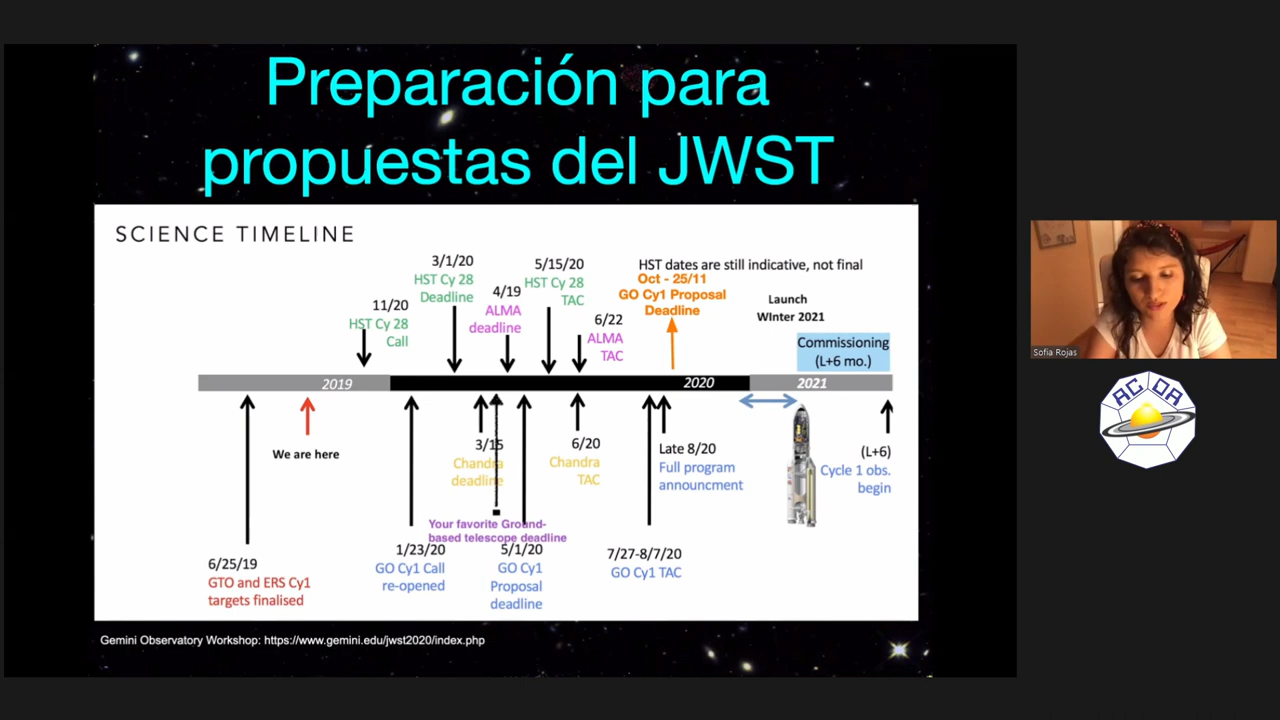 Preparación para
propuestas del JWST
SCIENCE TIMELINE
11/20
HST Cy 28
Call
3/1/20
HST Cy 28
Deadline
4/19
ALMA
deadline
5/15/20
HST Cy 28
TAC
6/22
ALMA
TAC
HST dates are still indicative, not final
Oct - 25/11
GO Cy1 Proposal
Deadline
Launch
WInter 2021
Commissioning
(L+6 mo.)
2019
2020
2021
We are here
3/15
Chandra
deadline
6/20
Chandra
TAC
Late 8/20
Full program
announcment
(L+6)
Cycle 1 obs.
begin
Your favorite Ground-
based telescope deadline
6/25/19
GTO and ERS Cy1
targets finalised
1/23/20
GO Cy1 Call
re-opened
5/1/20
GO Cy1
Proposal
deadline
7/27-8/7/20
GO Cy1 TAC
Gemini Observatory Workshop: https://www.gemini.edu/jwst2020/index.php
Sofia Rojas
AC OA